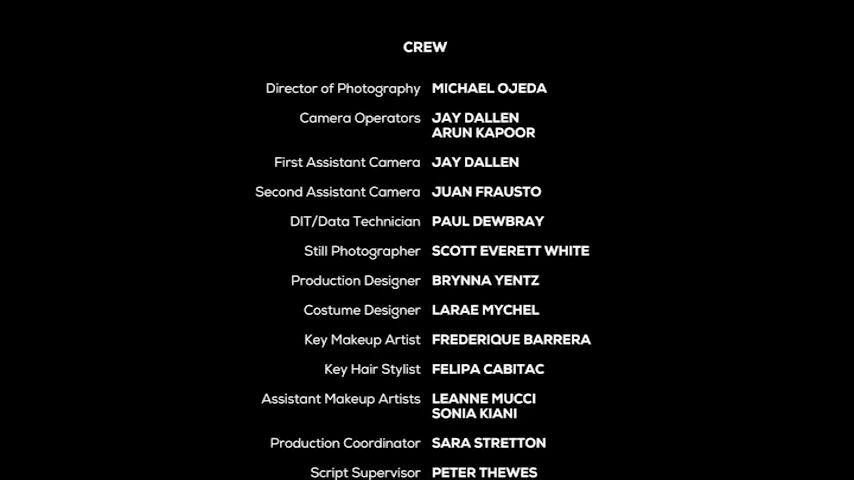 CREW
Director of Photography MICHAEL OJEDA
Camera Operators JAY DALLEN
ARUN KAPOOR
First Assistant Camera JAY DALLEN
Second Assistant Camera JUAN FRAUSTO
DIT/Data Technician PAUL DEWBRAY
Still Photographer SCOTT EVERETT WHITE
Production Designer BRYNNA YENTZ
Costume Designer LARAE MYCHEL
Key Makeup Artist FREDERIQUE BARRERA
Key Hair Stylist FELIPA CABITAC
Assistant Makeup Artists LEANNE MUCCI
SONIA KIANI
Production Coordinator SARA STRETTON
Script Supervisor PETER THEWES